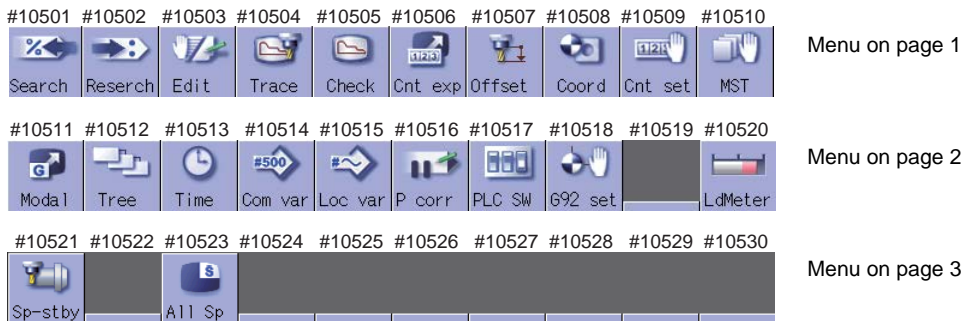 #10501 #10502 #10503 #10504 #10505 #10506 #10507 #10508 #10509 #10510
Menu on page 1
Search Reserch Edit Trace Check Cnt exp Offset Coord Cnt set MST
#10511 #10512 #10513 #10514 #10515 #10516 #10517 #10518 #10519 #10520
Menu on page 2
G #500 #
Modal Tree Time Com var Loc var P corr PLC SW G92 set LdMeter
#10521 #10522 #10523 #10524 #10525 #10526 #10527 #10528 #10529 #10530
Menu on page 3
S
Sp-stby All Sp